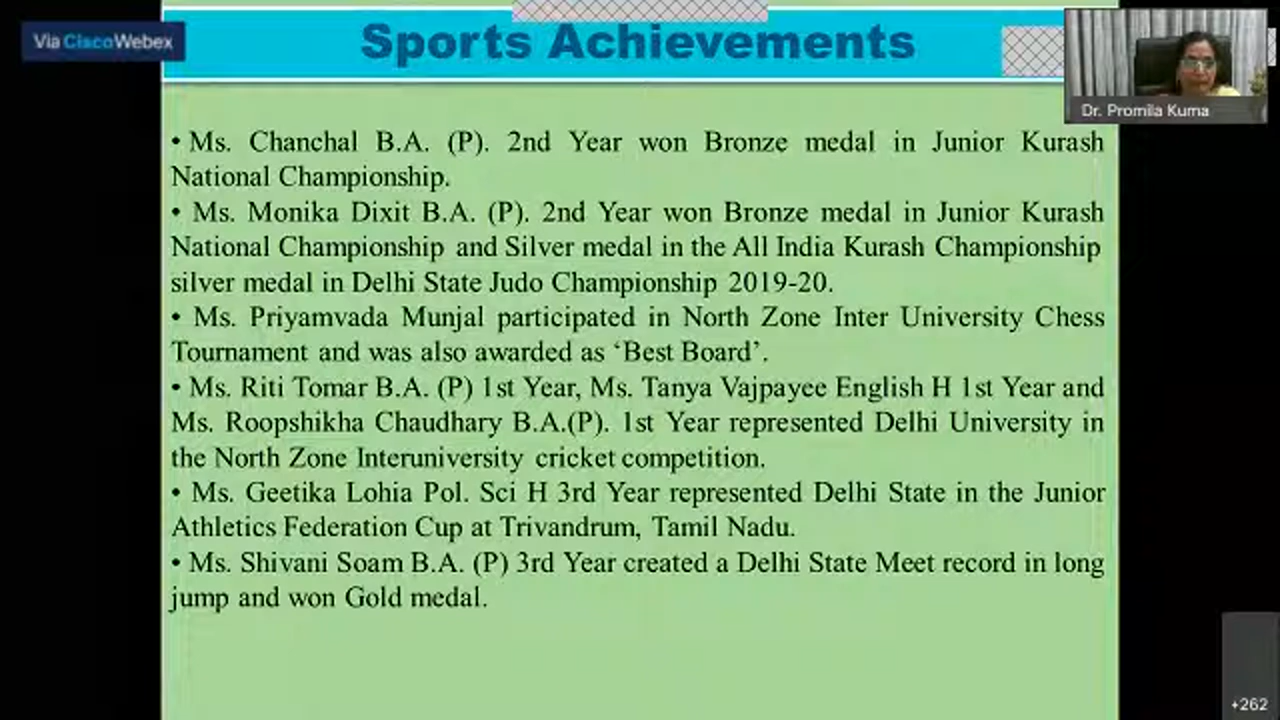 Via CiscoWebex
Sports Achievements
Dr. Promila Kuma
• Ms. Chanchal B.A. (P). 2nd Year won Bronze medal in Junior Kurash
National Championship.
• Ms. Monika Dixit B.A. (P). 2nd Year won Bronze medal in Junior Kurash
National Championship and Silver medal in the All India Kurash Championship
silver medal in Delhi State Judo Championship 2019-20.
• Ms. Priyamvada Munjal participated in North Zone Inter University Chess
Tournament and was also awarded as ‘Best Board’.
• Ms. Riti Tomar B.A. (P) 1st Year, Ms. Tanya Vajpayee English H 1st Year and
Ms. Roopshikha Chaudhary B.A.(P). 1st Year represented Delhi University in
the North Zone Interuniversity cricket competition.
• Ms. Geetika Lohia Pol. Sci H 3rd Year represented Delhi State in the Junior
Athletics Federation Cup at Trivandrum, Tamil Nadu.
• Ms. Shivani Soam B.A. (P) 3rd Year created a Delhi State Meet record in long
jump and won Gold medal.
+262